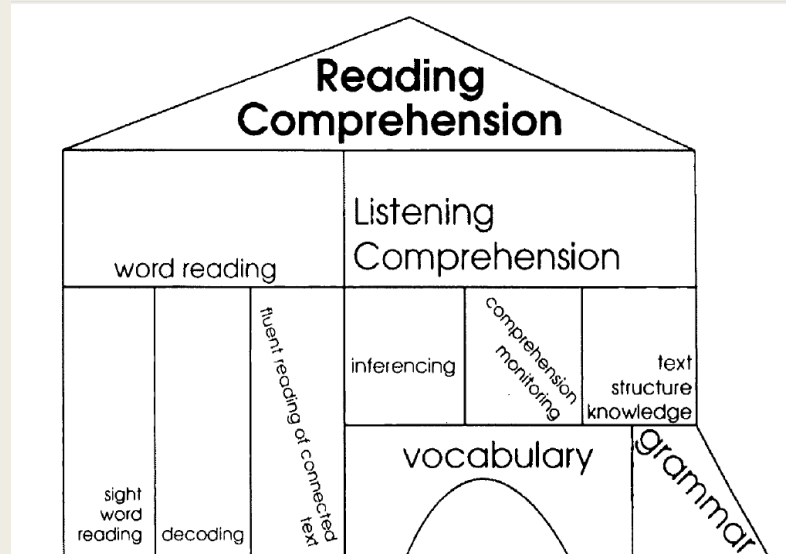 Reading
Comprehension
Listening
Comprehension
word reading
fluent reading of connected
text
inferencing
comprehension
monitoring
text
structure
knowledge
vocabulary
grammar
sight
word
reading
decoding